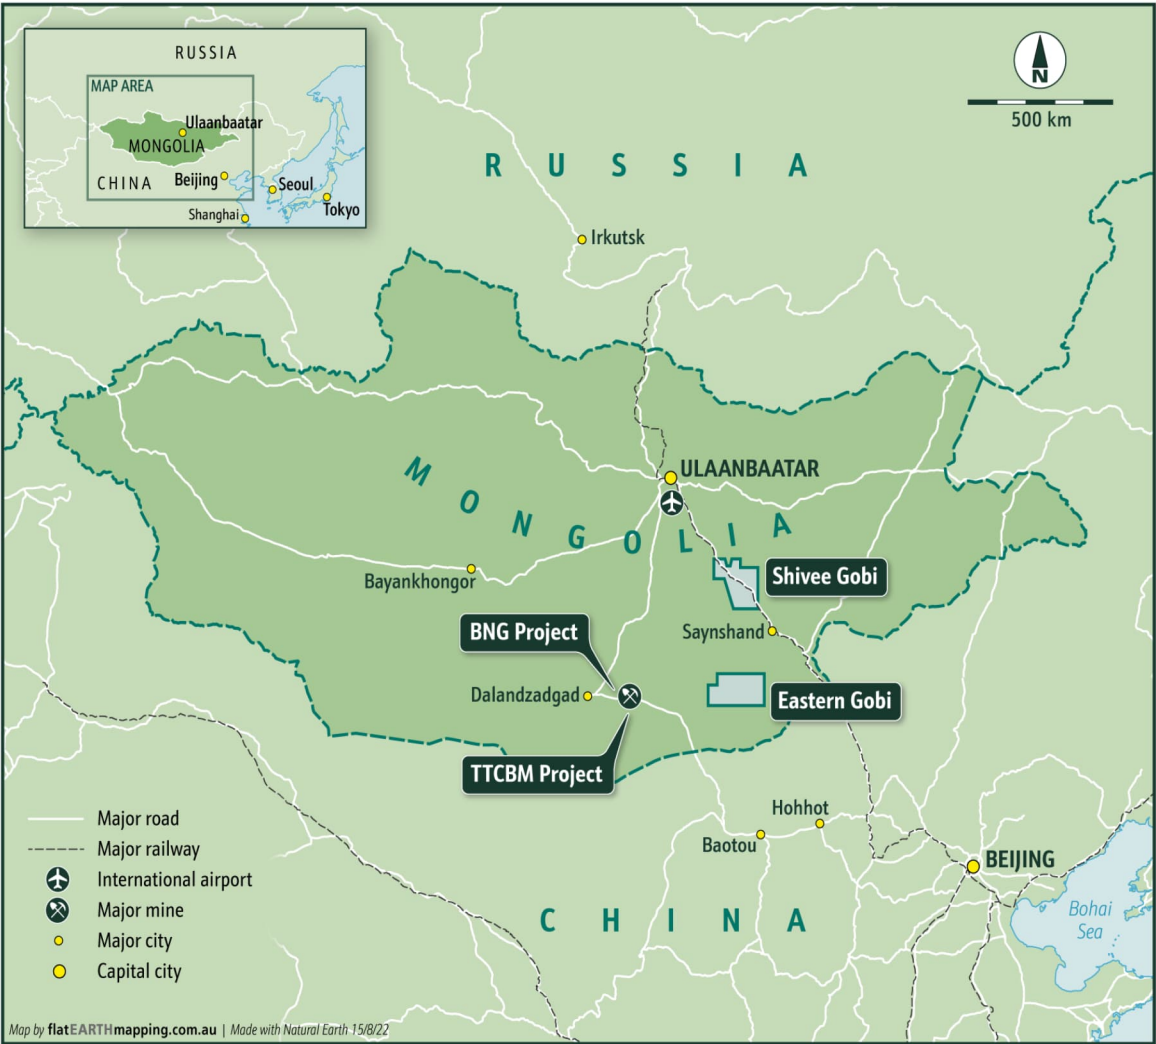 RUSSIA
MAP AREA
Ulaanbaatar
MONGOLIA
CHINA
Beijing
Seoul
Shanghai
Tokyo
N
500 km
RUSSIA
Irkutsk
ULAANBAATAR
MONGOLIA
Shivee Gobi
Bayankhongor
BNG Project
Saynshand
Dalandzadgad
Eastern Gobi
TTCBM Project
Hohhot
Baotou
BEIJING
CHINA
Bohai
Sea
Major road
Major railway
International airport
Major mine
Major city
Capital city
Map by flatEARTHmapping.com.au | Made with Natural Earth 15/8/22